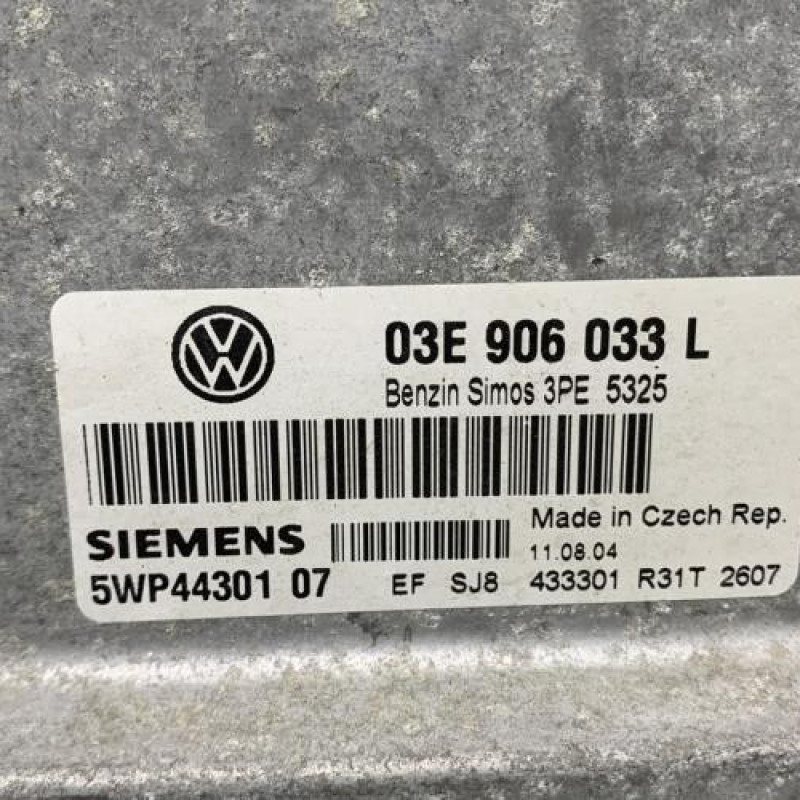 03E 906 033 L
Benzin Simos 3PE 5325
SIEMENS
Made in Czech Rep.
11.08.04
5WP44301 07
EF SJ8 433301 R31T 2607